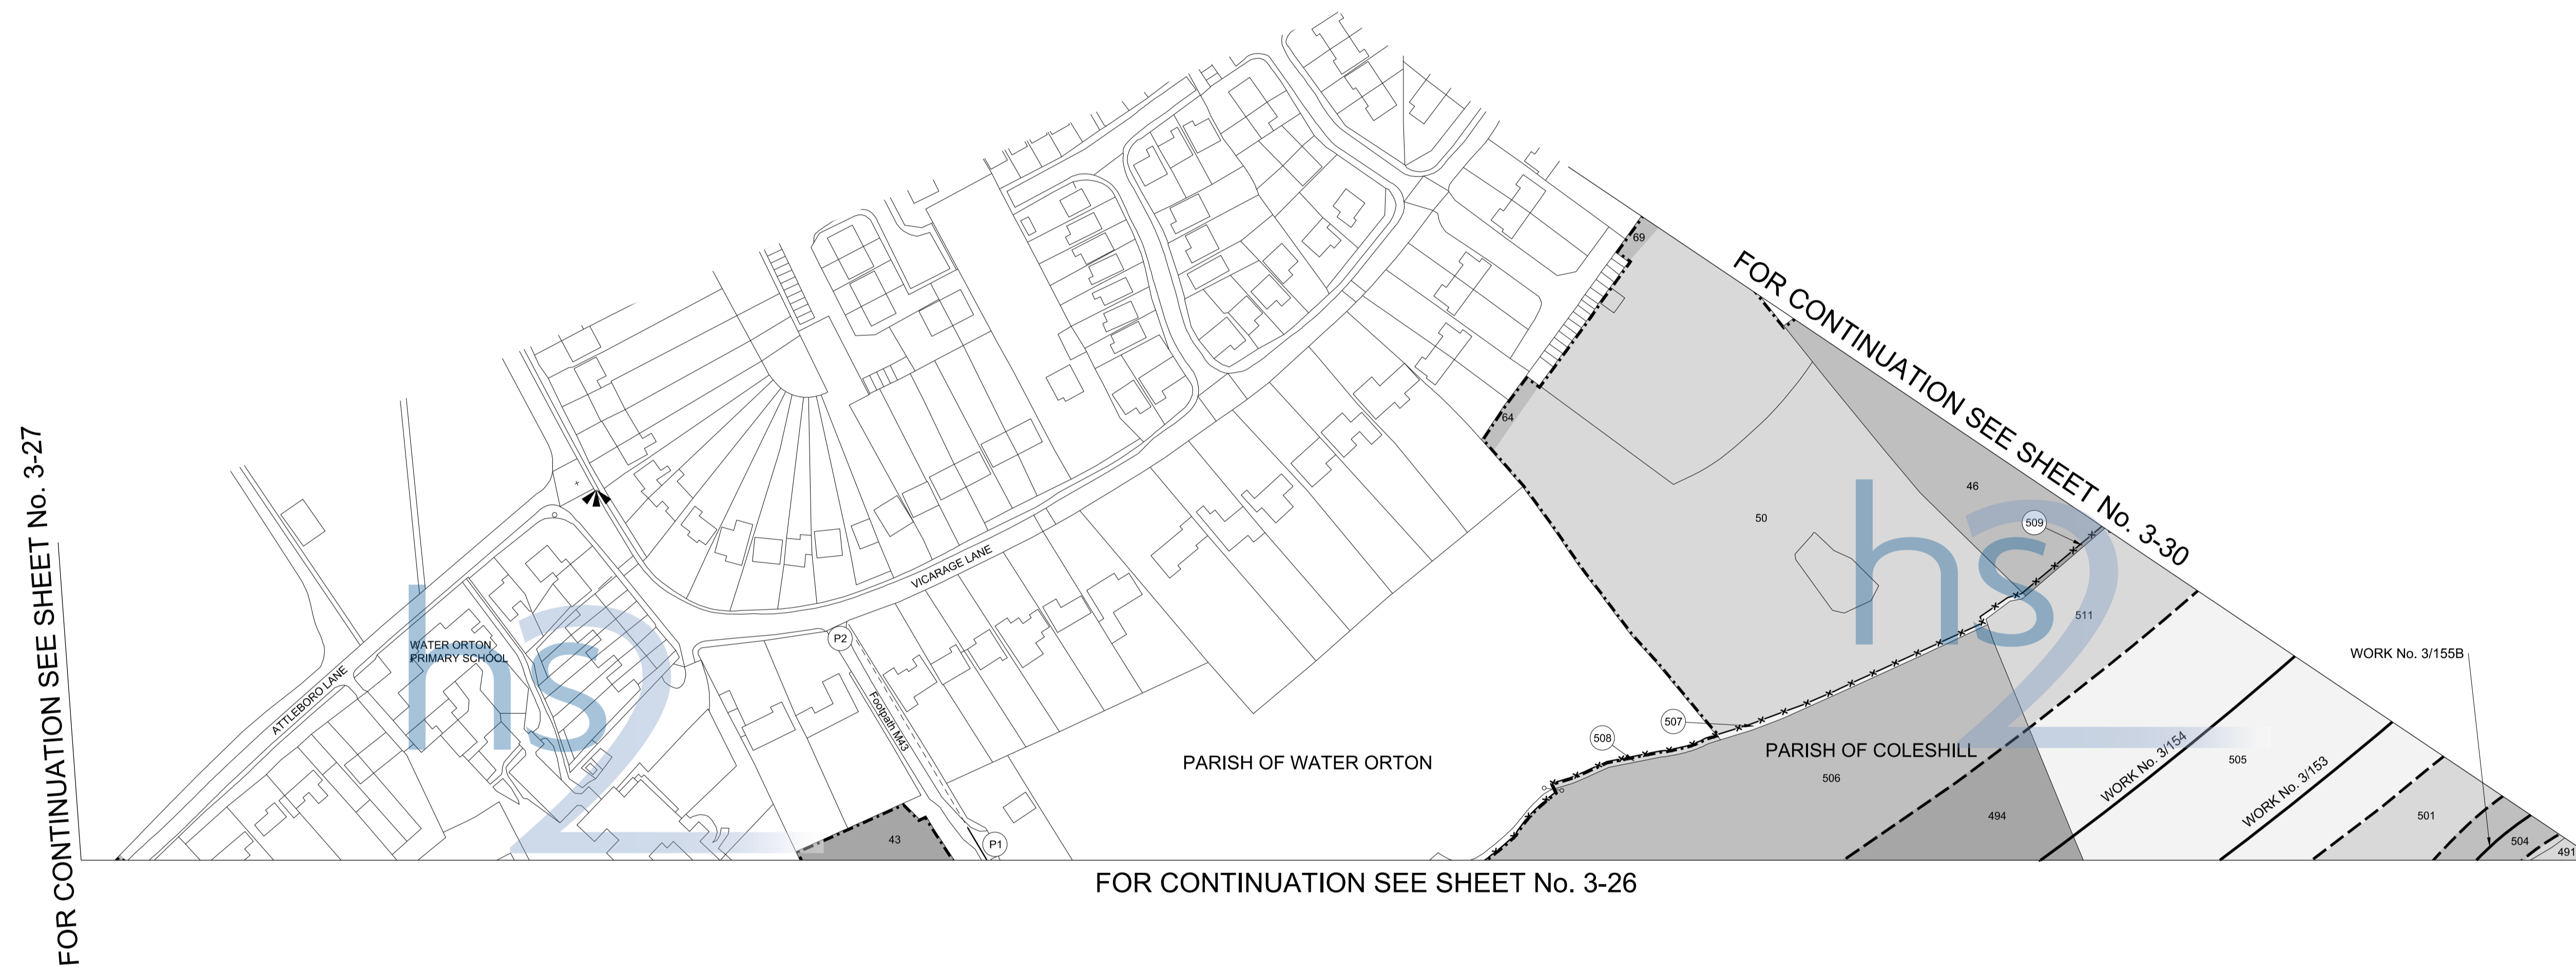 69
FOR CONTINUATION SEE SHEET No. 3-30
64
FOR CONTINUATION SEE SHEET No. 3-27
46
50
509
hs2
VICARAGE LANE
511
P2
WATER ORTON
PRIMARY SCHOOL
hs2
WORK No. 3/155B
ATTLEBORO LANE
Footpath M43
507
508
PARISH OF WATER ORTON
PARISH OF COLESHILL
506
WORK No. 3/154
505
WORK No. 3/153
494
501
43
P1
504
491
FOR CONTINUATION SEE SHEET No. 3-26